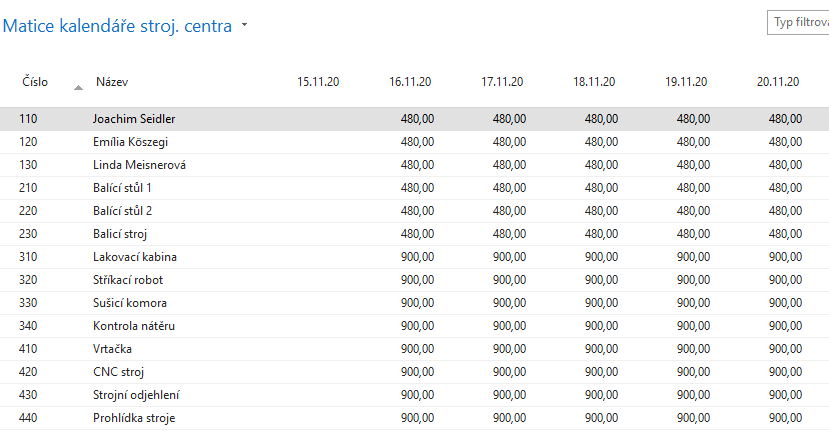 Matice kalendáře stroj. centra
Typ filtrova
Číslo Název 15.11.20 16.11.20 17.11.20 18.11.20 19.11.20 20.11.20
110 Joachim Seidler 480,00 480,00 480,00 480,00 480,00
120 Emília Köszegi 480,00 480,00 480,00 480,00 480,00
130 Linda Meisnerová 480,00 480,00 480,00 480,00 480,00
210 Balící stůl 1 480,00 480,00 480,00 480,00 480,00
220 Balící stůl 2 480,00 480,00 480,00 480,00 480,00
230 Balicí stroj 480,00 480,00 480,00 480,00 480,00
310 Lakovací kabina 900,00 900,00 900,00 900,00 900,00
320 Stříkací robot 900,00 900,00 900,00 900,00 900,00
330 Sušicí komora 900,00 900,00 900,00 900,00 900,00
340 Kontrola nátěru 900,00 900,00 900,00 900,00 900,00
410 Vrtačka 900,00 900,00 900,00 900,00 900,00
420 CNC stroj 900,00 900,00 900,00 900,00 900,00
430 Strojní odjehlení 900,00 900,00 900,00 900,00 900,00
440 Prohlídka stroje 900,00 900,00 900,00 900,00 900,00